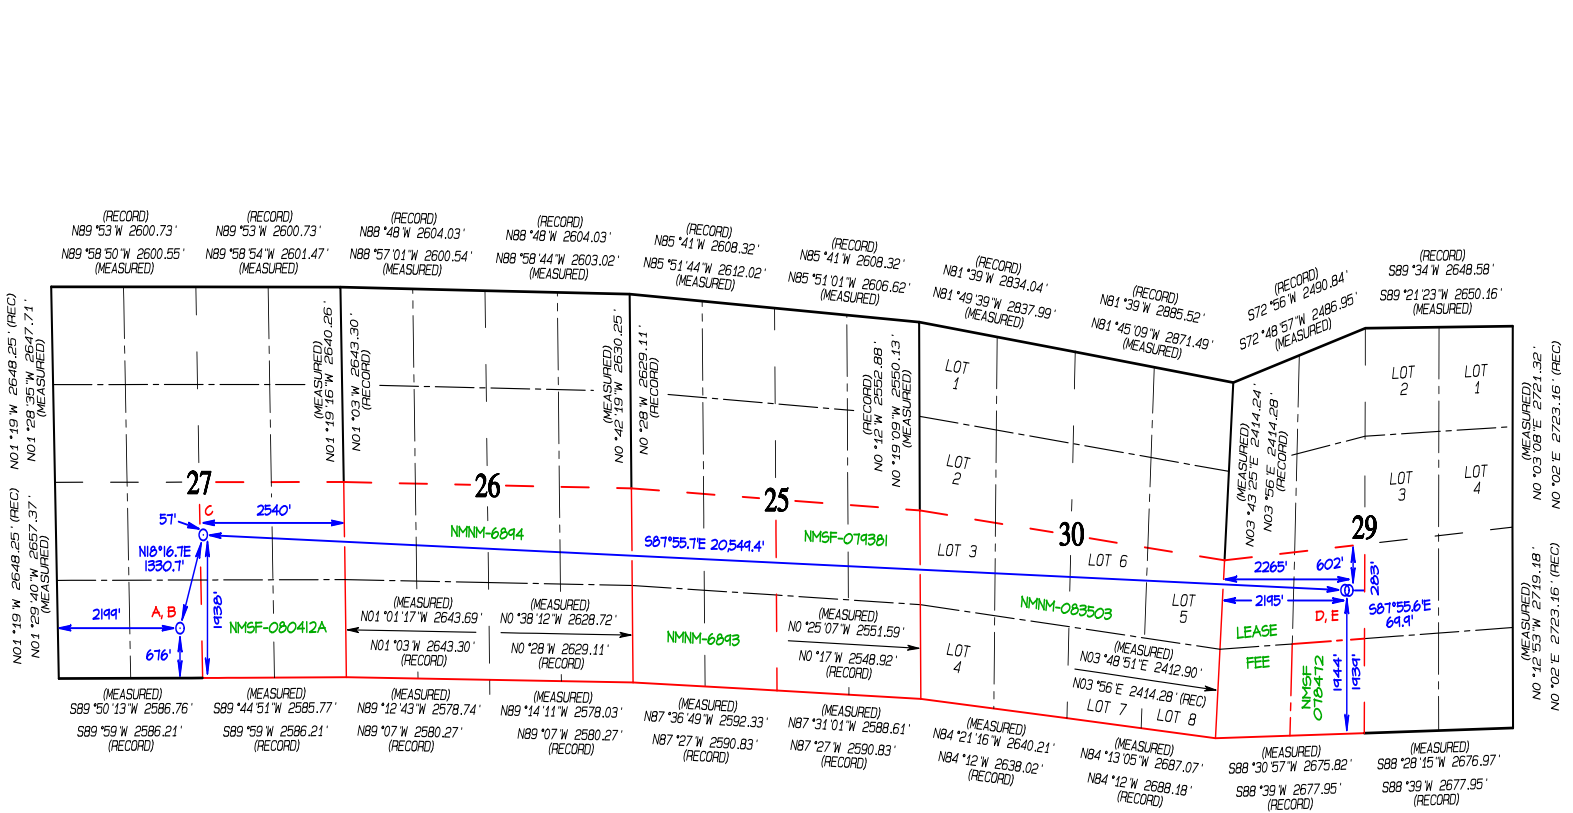 (RECORD)
N89°53'W 2600.73'
N89°58'50"W 2600.55'
(MEASURED)
(RECORD)
N89°53'W 2600.73'
N89°58'54"W 2601.47'
(MEASURED)
(RECORD)
N88°48'W 2604.03'
N88°57'01"W 2600.54'
(MEASURED)
(RECORD)
N88°48'W 2604.03'
N88°58'44"W 2603.02'
(MEASURED)
(RECORD)
N85°41'W 2608.32'
N85°51'44"W 2612.02'
(MEASURED)
(RECORD)
N85°41'W 2608.32'
N85°51'01"W 2606.62'
(MEASURED)
(RECORD)
N81°39'W 2834.04'
N81°49'39"W 2837.99'
(MEASURED)
(RECORD)
N81°39'W 2885.52'
N81°45'09"W 2871.49'
(MEASURED)
(RECORD)
S72°56'W 2490.84'
S72°48'57"W 2486.95'
(MEASURED)
(RECORD)
S89°34'W 2648.58'
S89°21'23"W 2650.16'
(MEASURED)
N01°19'W 2648.25' (REC)
N01°28'35"W 2647.71'
(MEASURED)
(MEASURED)
N01°19'16"W 2640.26'
N01°03'W 2643.30'
(RECORD)
(MEASURED)
N0°42'19"W 2630.25'
N0°28'W 2629.11'
(RECORD)
(RECORD)
N0°12'W 2552.88'
N0°19'09"W 2550.13'
(MEASURED)
LOT
1
LOT
2
(MEASURED)
N03°43'25"E 2414.24'
N03°56'E 2414.28'
(RECORD)
LOT
2
LOT
1
LOT
3
LOT
4
(MEASURED)
N0°03'08"E 2721.32'
N0°02'E 2723.16' (REC)
27
26
25
30
29
N01°19'W 2648.25' (REC)
N01°29'40"W 2657.37'
(MEASURED)
57'
C
2540'
N18°16.7'E
1330.7'
2199'
A, B
676'
1938'
NMSF-080412A
NMNM-6894
S87°55.7'E 20,549.4'
NMSF-079381
LOT 3
LOT 6
2265'
602'
283'
2195'
D, E
S87°55.6'E
69.9'
NMNM-083503
LOT
5
LEASE
FEE
NMSF
078472
1944'
1939'
(MEASURED)
N01°01'17"W 2643.69'
N01°03'W 2643.30'
(RECORD)
(MEASURED)
N0°38'12"W 2628.72'
N0°28'W 2629.11'
(RECORD)
NMNM-6893
(MEASURED)
N0°25'07"W 2551.59'
N0°17'W 2548.92'
(RECORD)
LOT
4
(MEASURED)
N03°48'51"E 2412.90'
N03°56'E 2414.28' (REC)
LOT 7
LOT 8
(MEASURED)
N0°12'53"W 2719.18'
N0°02'E 2723.16' (REC)
(MEASURED)
S89°50'13"W 2586.76'
S89°59'W 2586.21'
(RECORD)
(MEASURED)
S89°44'51"W 2585.77'
S89°59'W 2586.21'
(RECORD)
(MEASURED)
N89°12'43"W 2578.74'
N89°07'W 2580.27'
(RECORD)
(MEASURED)
N89°14'11"W 2578.03'
N89°07'W 2580.27'
(RECORD)
(MEASURED)
N87°36'49"W 2592.33'
N87°27'W 2590.83'
(RECORD)
(MEASURED)
N87°31'01"W 2588.61'
N87°27'W 2590.83'
(RECORD)
(MEASURED)
N84°21'16"W 2640.21'
N84°12'W 2638.02'
(RECORD)
(MEASURED)
N84°13'05"W 2687.07'
N84°12'W 2688.18'
(RECORD)
(MEASURED)
S88°30'57"W 2675.82'
S88°39'W 2677.95'
(RECORD)
(MEASURED)
S88°28'15"W 2676.97'
S88°39'W 2677.95'
(RECORD)